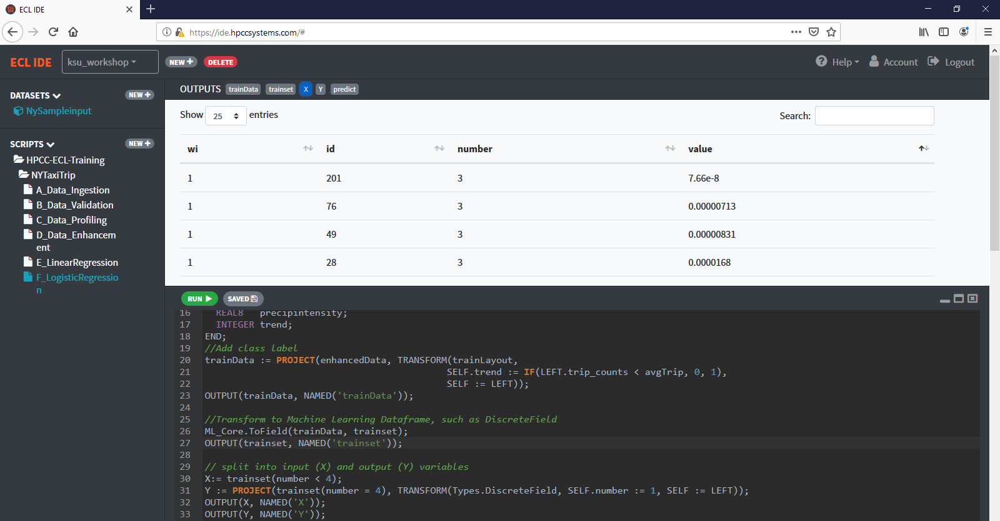 ECL IDE
https://ide.hpccsystems.com/#
ECL IDE ksu_workshop NEW DELETE Help Account Logout
DATASETS NEW
NySampleinput
SCRIPTS NEW
HPCC-ECL-Training
NYTaxiTrip
A_Data_Ingestion
B_Data_Validation
C_Data_Profiling
D_Data_Enhancem
ent
E_LinearRegression
F_LogisticRegressio
n
OUTPUTS trainData trainset X Y predict
Show 25 entries Search:
wi id number value
1 201 3 7.66e-8
1 76 3 0.00000713
1 49 3 0.00000831
1 28 3 0.0000168
RUN SAVED
16 REAL8 precipintensity;
17 INTEGER trend;
18 END;
19 //Add class label
20 trainData := PROJECT(enhancedData, TRANSFORM(trainLayout,
21 SELF.trend := IF(LEFT.trip_counts < avgTrip, 0, 1),
22 SELF := LEFT));
23 OUTPUT(trainData, NAMED('trainData'));
24
25 //Transform to Machine Learning Dataframe, such as DiscreteField
26 ML_Core.ToField(trainData, trainset);
27 OUTPUT(trainset, NAMED('trainset'));
28
29 // split into input (X) and output (Y) variables
30 X:= trainset(number < 4);
31 Y := PROJECT(trainset(number = 4), TRANSFORM(Types.DiscreteField, SELF.number := 1, SELF := LEFT));
32 OUTPUT(X, NAMED('X'));
33 OUTPUT(Y, NAMED('Y'));